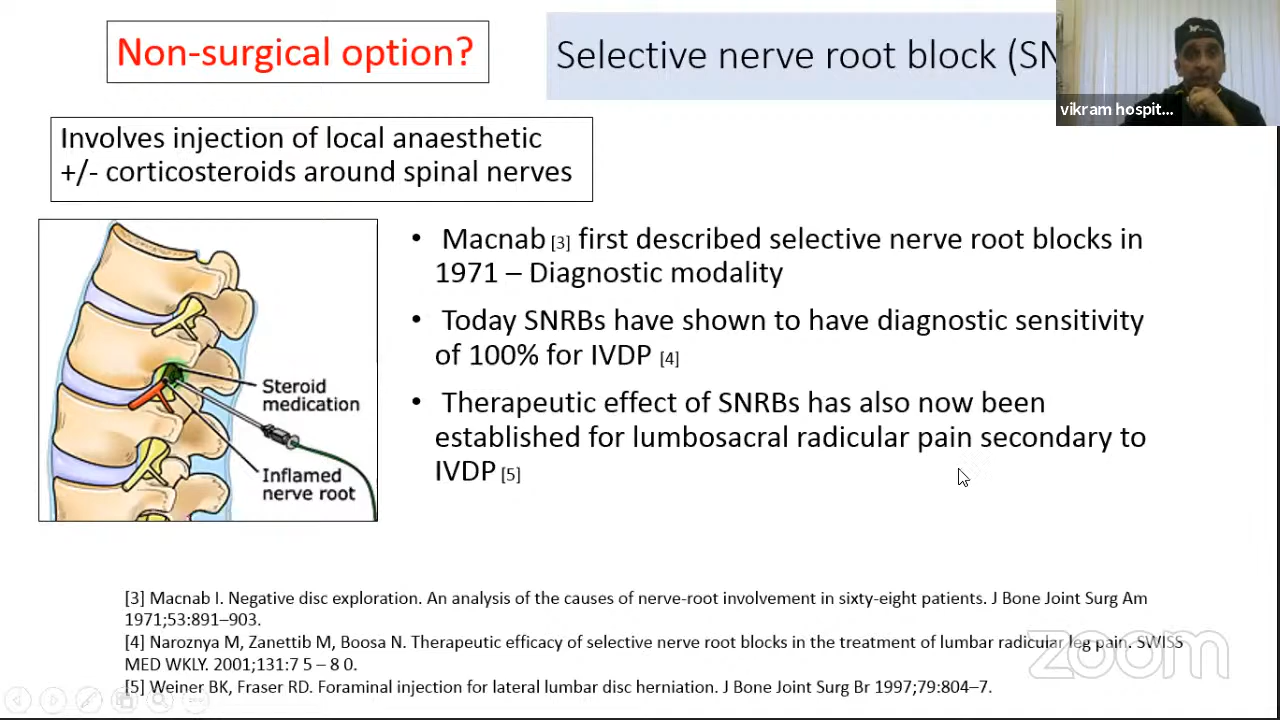 Non-surgical option?
Selective nerve root block (SN
vikram hospit...
Involves injection of local anaesthetic
+/- corticosteroids around spinal nerves
Steroid
medication
Inflamed
nerve root
• Macnab [3] first described selective nerve root blocks in
1971 – Diagnostic modality
• Today SNRBs have shown to have diagnostic sensitivity
of 100% for IVDP [4]
• Therapeutic effect of SNRBs has also now been
established for lumbosacral radicular pain secondary to
IVDP [5]
[3] Macnab I. Negative disc exploration. An analysis of the causes of nerve-root involvement in sixty-eight patients. J Bone Joint Surg Am
1971;53:891–903.
[4] Naroznya M, Zanettib M, Boosa N. Therapeutic efficacy of selective nerve root blocks in the treatment of lumbar radicular leg pain. SWISS
MED WKLY. 2001;131:7 5 – 8 0.
[5] Weiner BK, Fraser RD. Foraminal injection for lateral lumbar disc herniation. J Bone Joint Surg Br 1997;79:804–7.
zoom